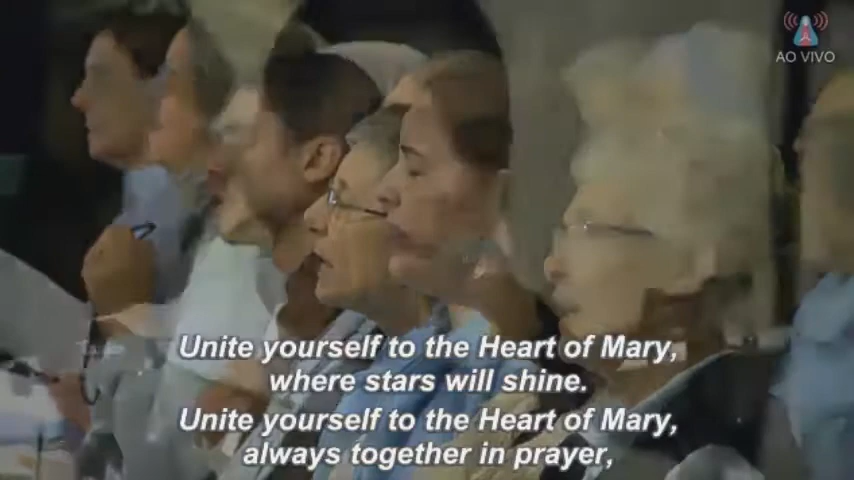 AO VIVO
Unite yourself to the Heart of Mary,
where stars will shine.
Unite yourself to the Heart of Mary,
always together in prayer,